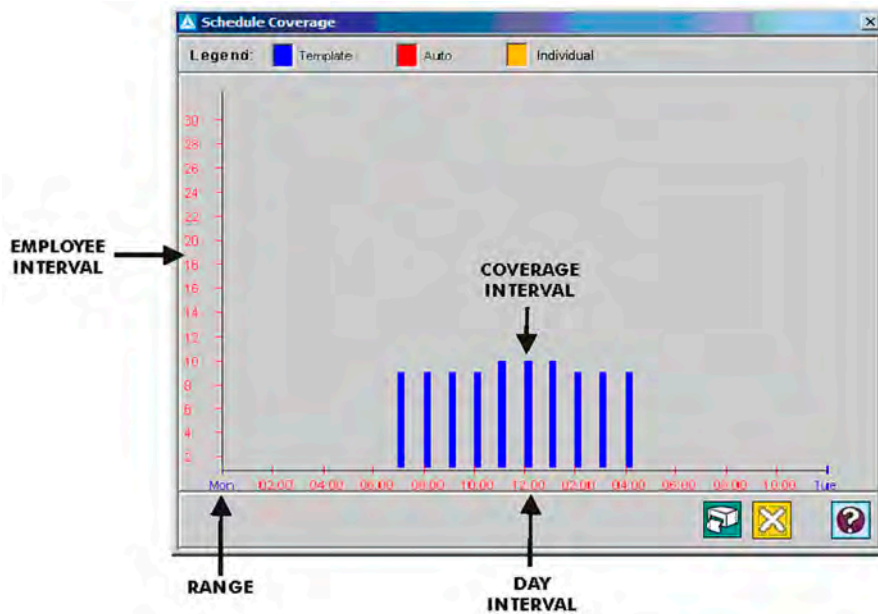 Schedule Coverage
Legend: Template Auto Individual
30
28
26
24
22
20
18
16
14
12
10
8
6
4
2
EMPLOYEE
INTERVAL
COVERAGE
INTERVAL
Mon 02:00 04:00 06:00 08:00 10:00 12:00 02:00 04:00 06:00 08:00 10:00 Tue
RANGE
DAY
INTERVAL